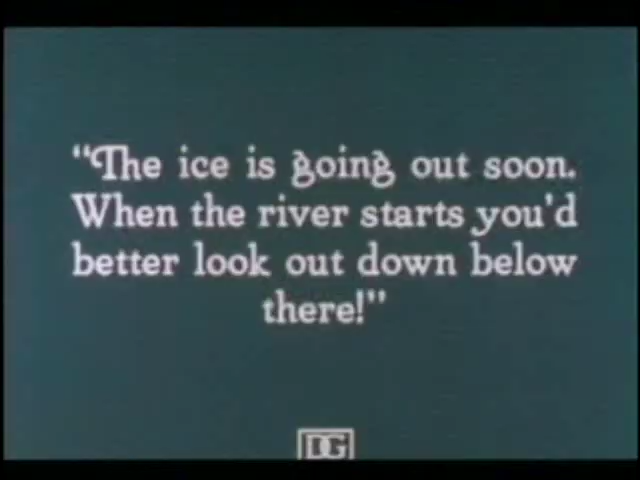 “The ice is going out soon.
When the river starts you'd
better look out down below
there!”
DG